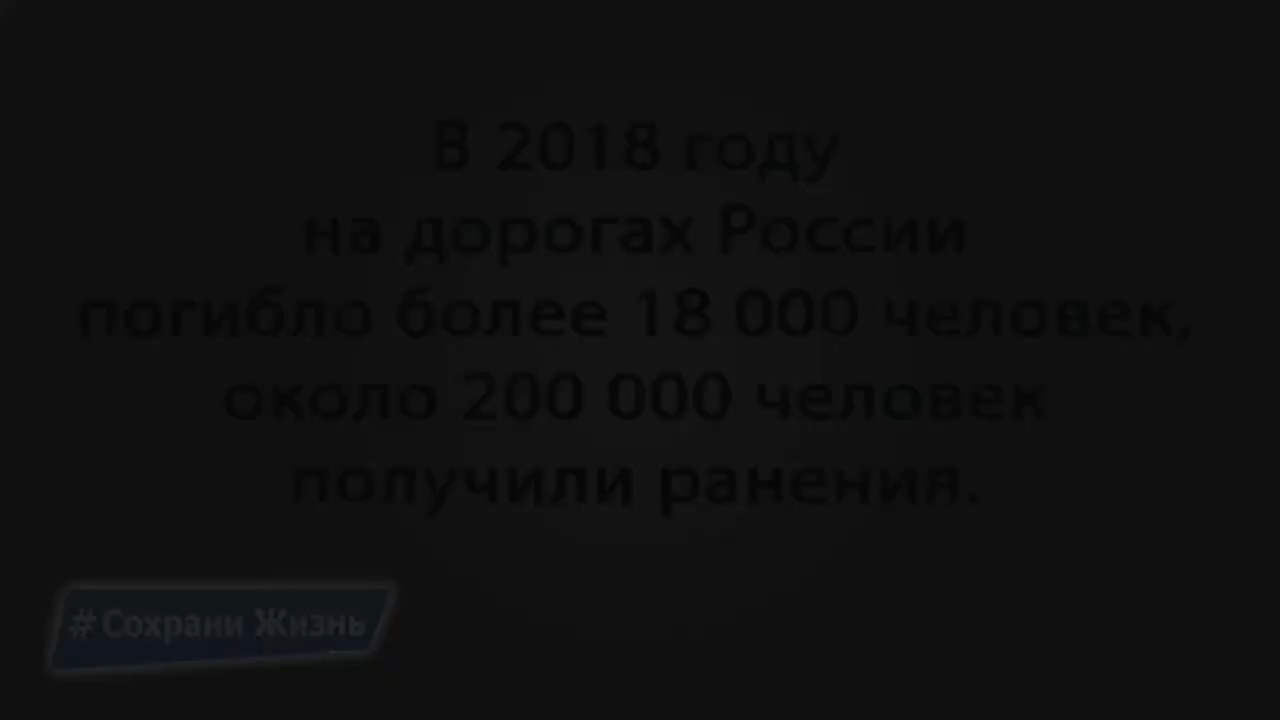 В 2018 году
на дорогах России
погибло более 18 000 человек,
около 200 000 человек
получили ранения.
#Сохрани Жизнь